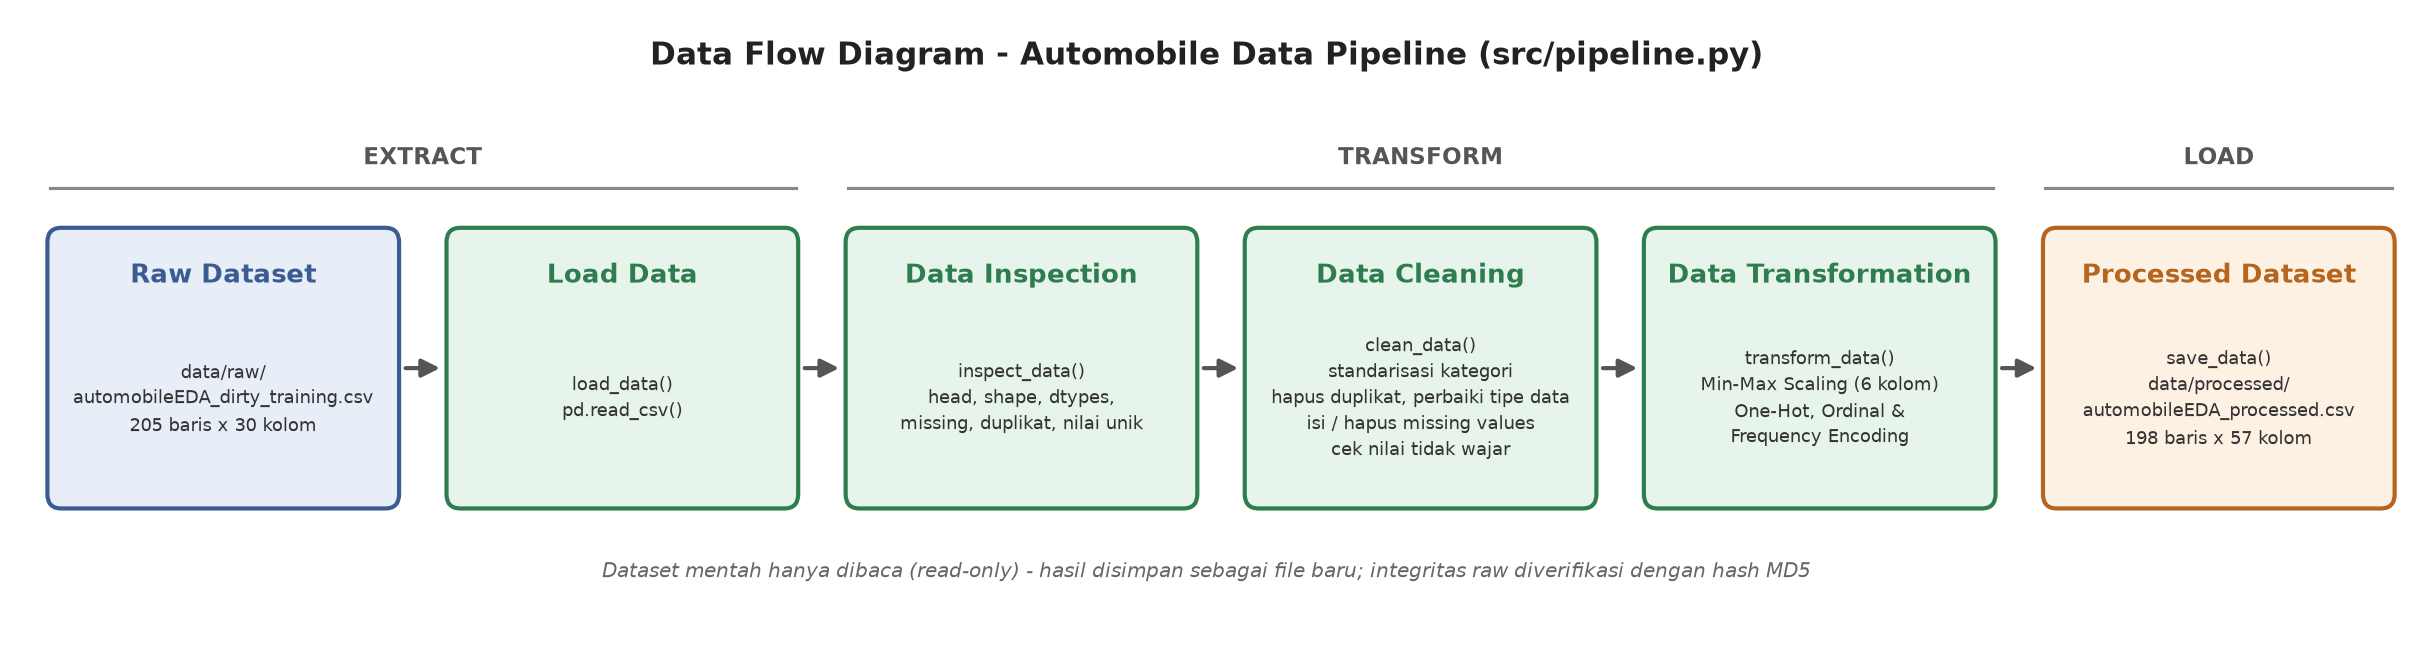 Data Flow Diagram - Automobile Data Pipeline (src/pipeline.py)
EXTRACT
TRANSFORM
LOAD
Raw Dataset
data/raw/
automobileEDA_dirty_training.csv
205 baris x 30 kolom
Load Data
load_data()
pd.read_csv()
Data Inspection
inspect_data()
head, shape, dtypes,
missing, duplikat, nilai unik
Data Cleaning
clean_data()
standarisasi kategori
hapus duplikat, perbaiki tipe data
isi / hapus missing values
cek nilai tidak wajar
Data Transformation
transform_data()
Min-Max Scaling (6 kolom)
One-Hot, Ordinal &
Frequency Encoding
Processed Dataset
save_data()
data/processed/
automobileEDA_processed.csv
198 baris x 57 kolom
Dataset mentah hanya dibaca (read-only) - hasil disimpan sebagai file baru; integritas raw diverifikasi dengan hash MD5